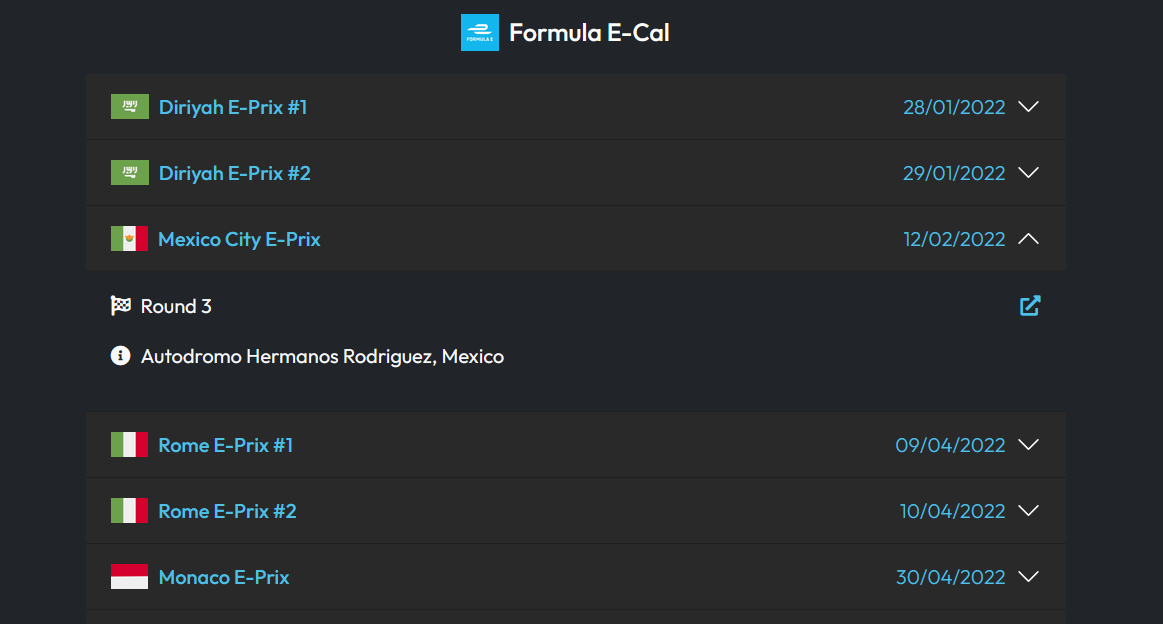 FORMULA E
Formula E-Cal
Diriyah E-Prix #1 28/01/2022
Diriyah E-Prix #2 29/01/2022
Mexico City E-Prix 12/02/2022
Round 3
Autodromo Hermanos Rodriguez, Mexico
Rome E-Prix #1 09/04/2022
Rome E-Prix #2 10/04/2022
Monaco E-Prix 30/04/2022